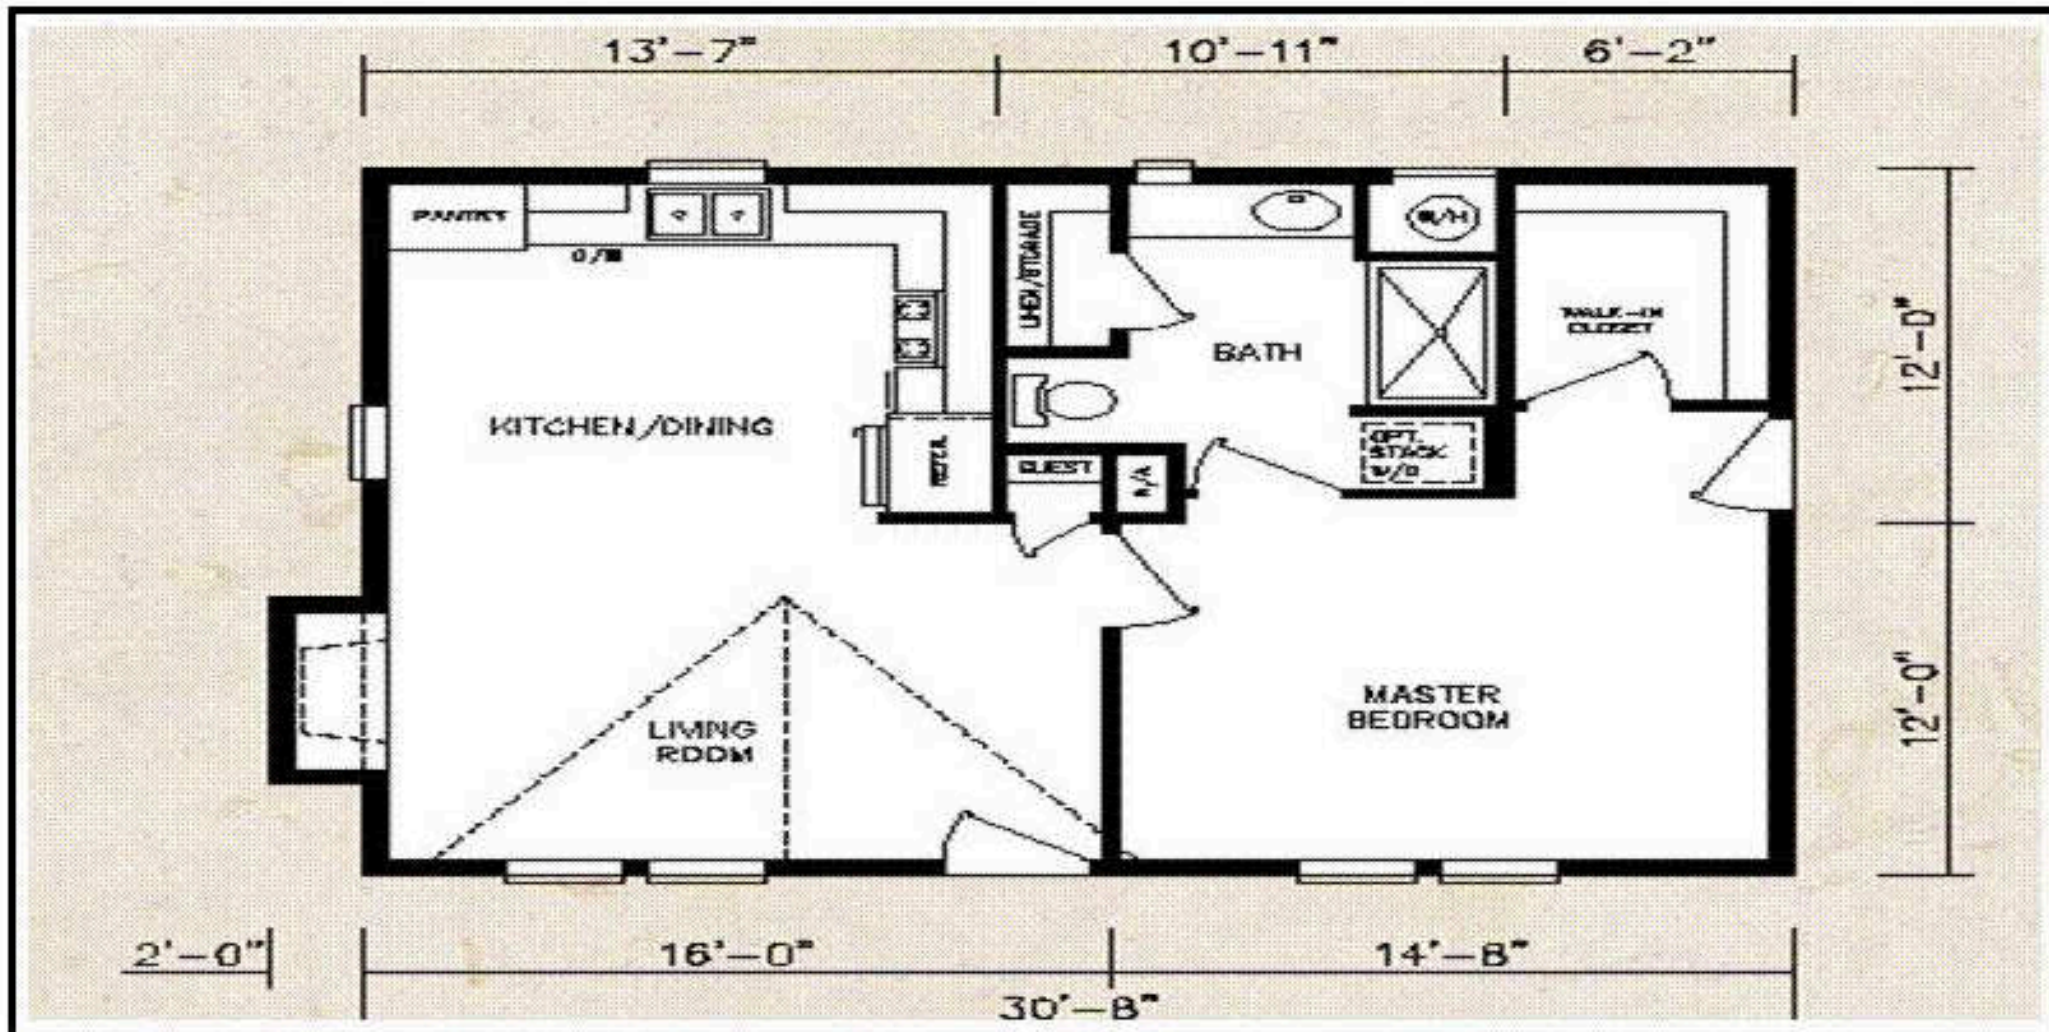 13'-7" 10'-11" 6'-2"
PANTRY
LINEN/STORAGE
W/H
WALK-IN
CLOSET
BATH
12'-0"
KITCHEN/DINING
OPT.
STACK
W/D
REFER.
GUEST
LIVING
ROOM
MASTER
BEDROOM
12'-0"
2'-0" 16'-0" 14'-8"
30'-8"